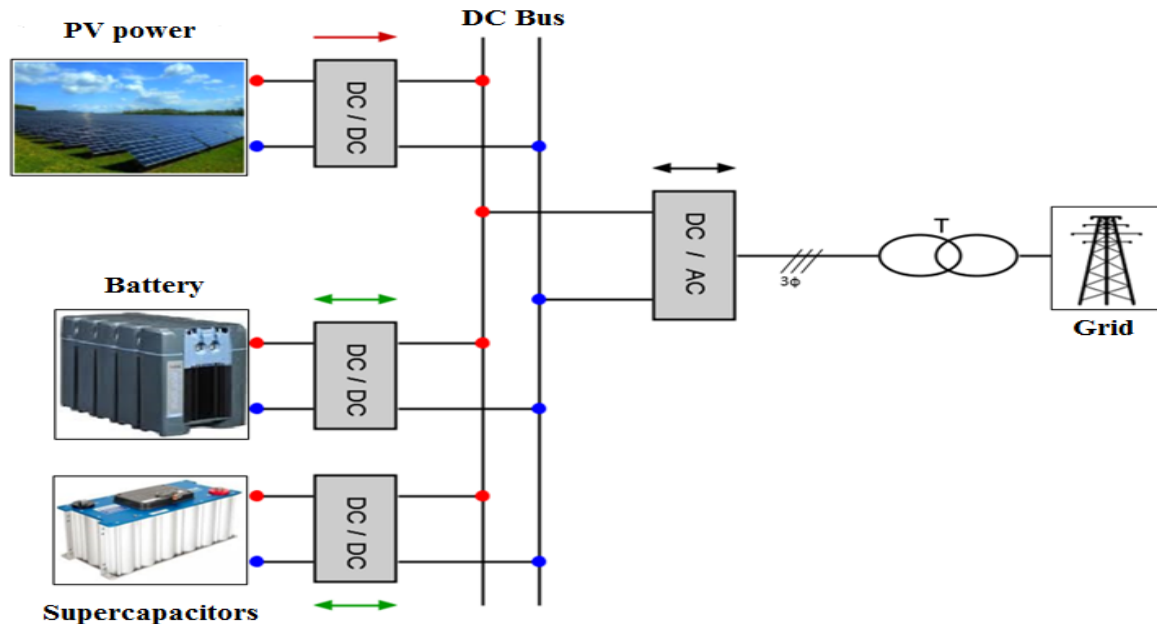 DC Bus
PV power
DC / DC
DC / AC
T
3ϕ
Grid
Battery
DC / DC
DC / DC
Supercapacitors